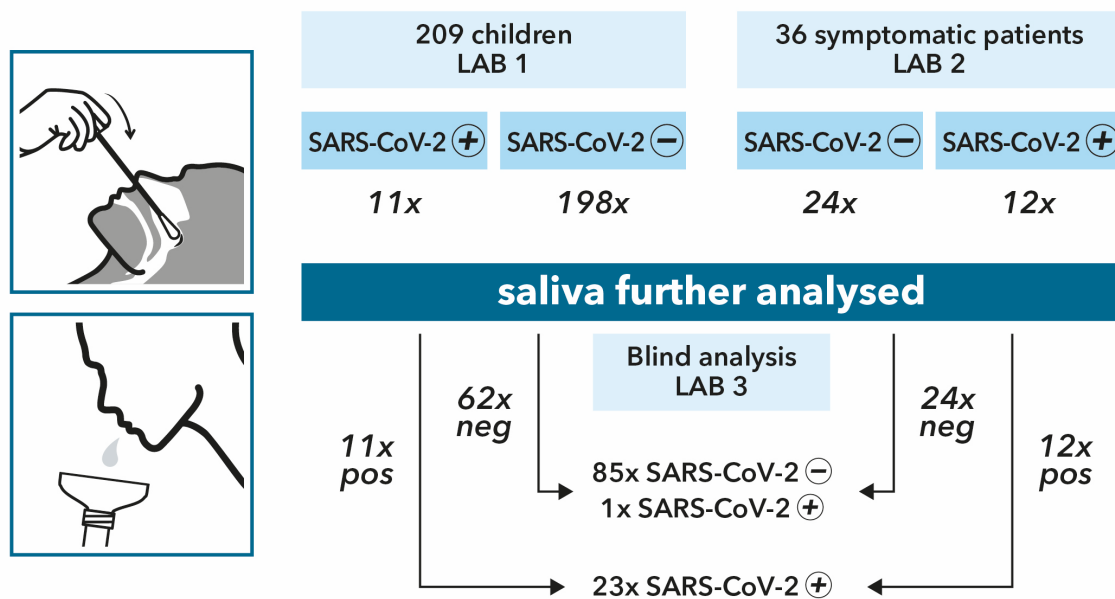 209 children
LAB 1
36 symptomatic patients
LAB 2
SARS-CoV-2 +
SARS-CoV-2 −
SARS-CoV-2 −
SARS-CoV-2 +
11x
198x
24x
12x
saliva further analysed
Blind analysis
LAB 3
62x
neg
24x
neg
11x
pos
12x
pos
85x SARS-CoV-2 −
1x SARS-CoV-2 +
23x SARS-CoV-2 +